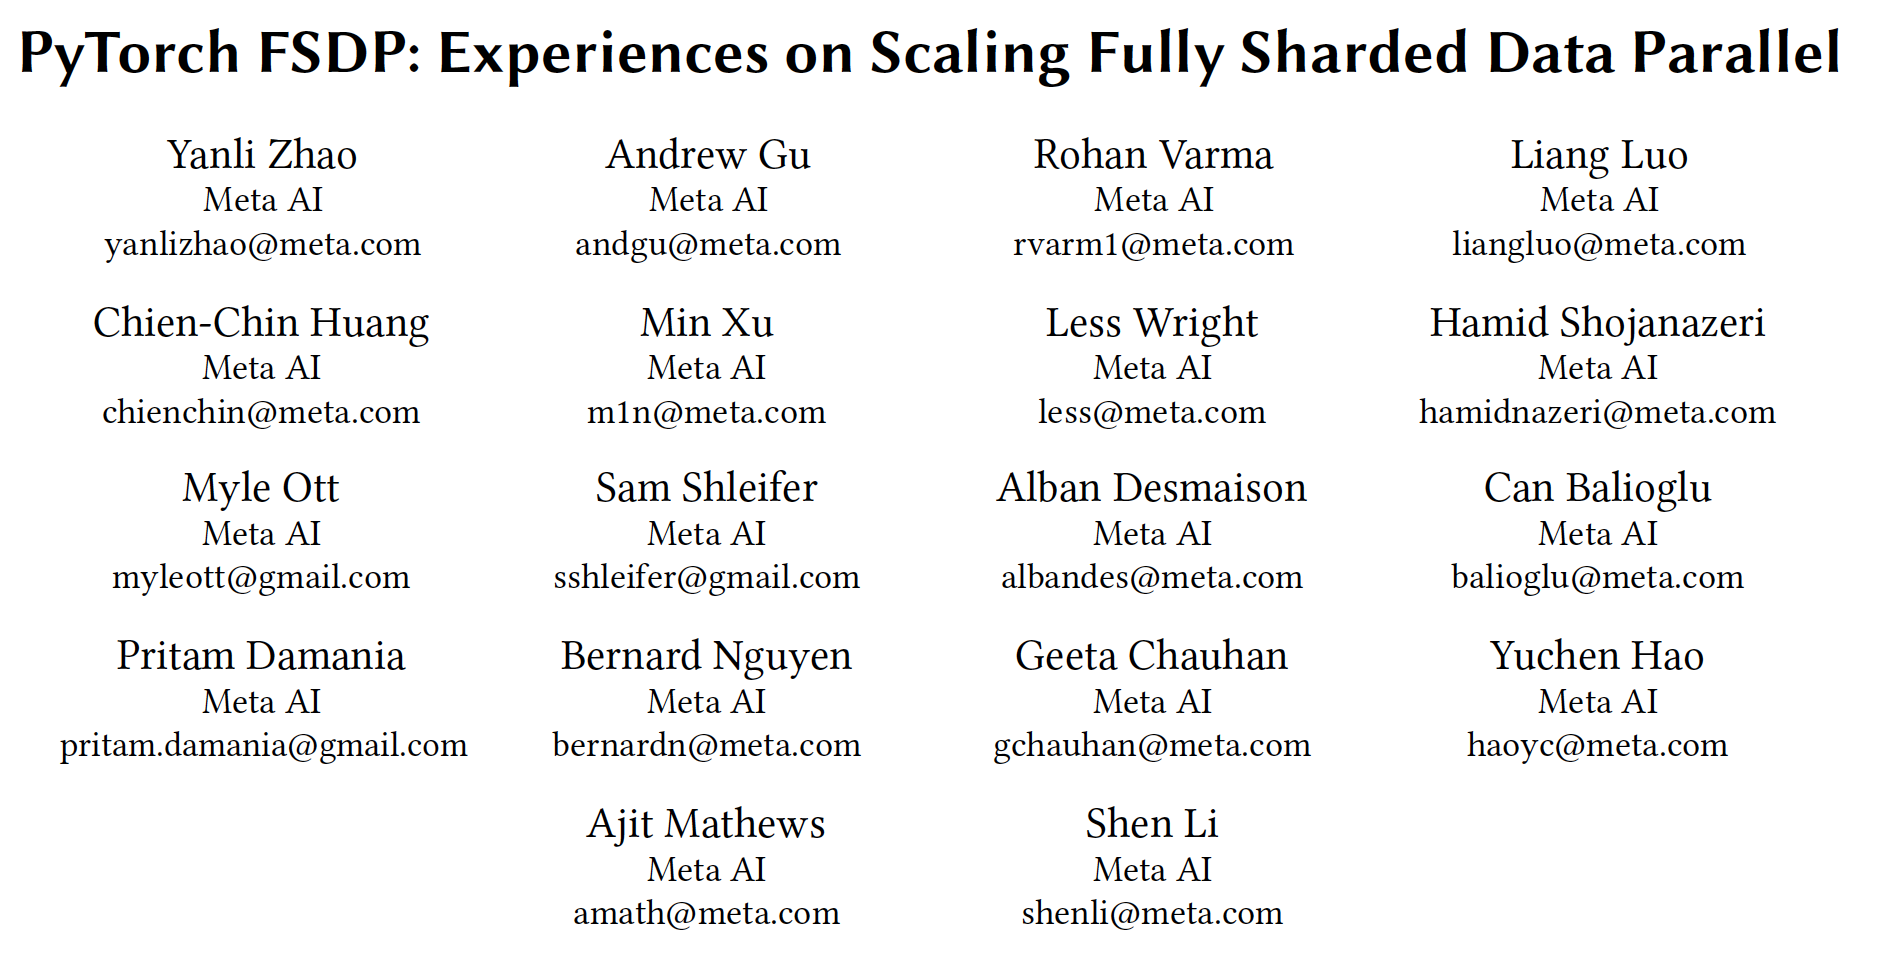 PyTorch FSDP: Experiences on Scaling Fully Sharded Data Parallel
Yanli Zhao
Meta AI
yanlizhao@meta.com
Andrew Gu
Meta AI
andgu@meta.com
Rohan Varma
Meta AI
rvarm1@meta.com
Liang Luo
Meta AI
liangluo@meta.com
Chien-Chin Huang
Meta AI
chienchin@meta.com
Min Xu
Meta AI
m1n@meta.com
Less Wright
Meta AI
less@meta.com
Hamid Shojanazeri
Meta AI
hamidnazeri@meta.com
Myle Ott
Meta AI
myleott@gmail.com
Sam Shleifer
Meta AI
sshleifer@gmail.com
Alban Desmaison
Meta AI
albandes@meta.com
Can Balioglu
Meta AI
balioglu@meta.com
Pritam Damania
Meta AI
pritam.damania@gmail.com
Bernard Nguyen
Meta AI
bernardn@meta.com
Geeta Chauhan
Meta AI
gchauhan@meta.com
Yuchen Hao
Meta AI
haoyc@meta.com
Ajit Mathews
Meta AI
amath@meta.com
Shen Li
Meta AI
shenli@meta.com